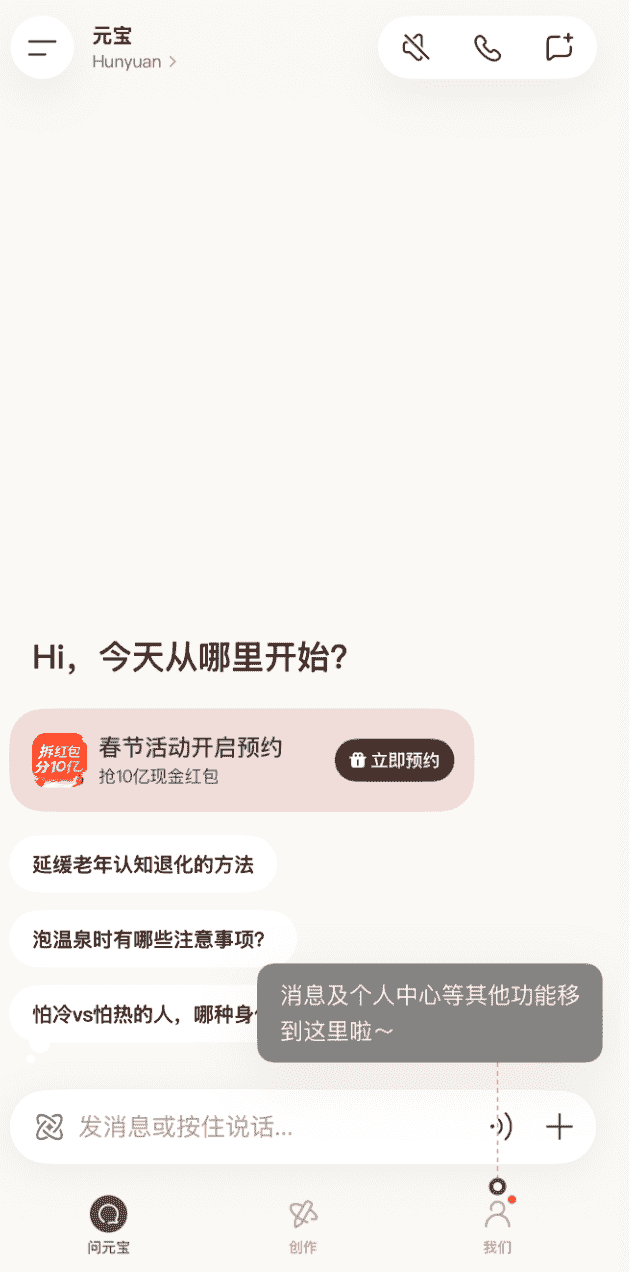 元宝
Hunyuan
Hi，今天从哪里开始？
拆红包
分10亿
春节活动开启预约
抢10亿现金红包
立即预约
延缓老年认知退化的方法
泡温泉时有哪些注意事项？
怕冷vs怕热的人，哪种身
消息及个人中心等其他功能移
到这里啦～
发消息或按住说话...
问元宝
创作
我们